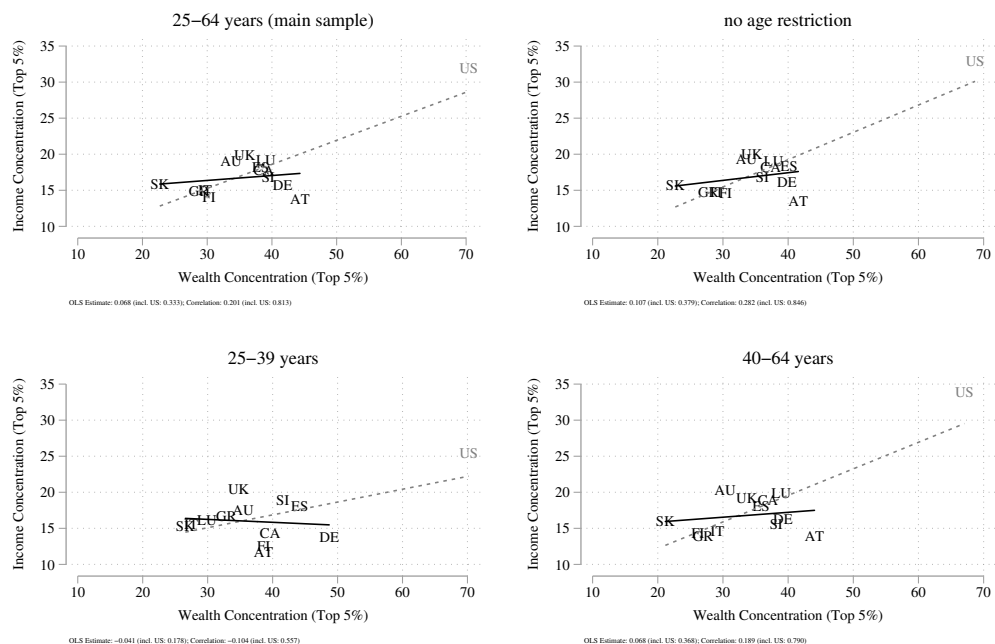 25−64 years (main sample)
Income Concentration (Top 5%)
35
30
25
20
15
10
US
UK
AU
LU
ES
CA
SI
SK
DE
GR
FI
AT
10 20 30 40 50 60 70
Wealth Concentration (Top 5%)
OLS Estimate: 0.068 (incl. US: 0.333); Correlation: 0.201 (incl. US: 0.813)
no age restriction
Income Concentration (Top 5%)
35
30
25
20
15
10
US
UK
AU
LU
CA
ES
SI
SK
DE
GR
FI
AT
10 20 30 40 50 60 70
Wealth Concentration (Top 5%)
OLS Estimate: 0.107 (incl. US: 0.379); Correlation: 0.282 (incl. US: 0.846)
25−39 years
Income Concentration (Top 5%)
35
30
25
20
15
10
US
UK
SI
ES
AU
GR
LU
SK
CA
DE
FI
AT
10 20 30 40 50 60 70
Wealth Concentration (Top 5%)
OLS Estimate: −0.041 (incl. US: 0.178); Correlation: −0.104 (incl. US: 0.557)
40−64 years
Income Concentration (Top 5%)
35
30
25
20
15
10
US
AU
LU
UK
CA
ES
SK
DE
SI
IT
FI
GR
AT
10 20 30 40 50 60 70
Wealth Concentration (Top 5%)
OLS Estimate: 0.068 (incl. US: 0.368); Correlation: 0.189 (incl. US: 0.790)